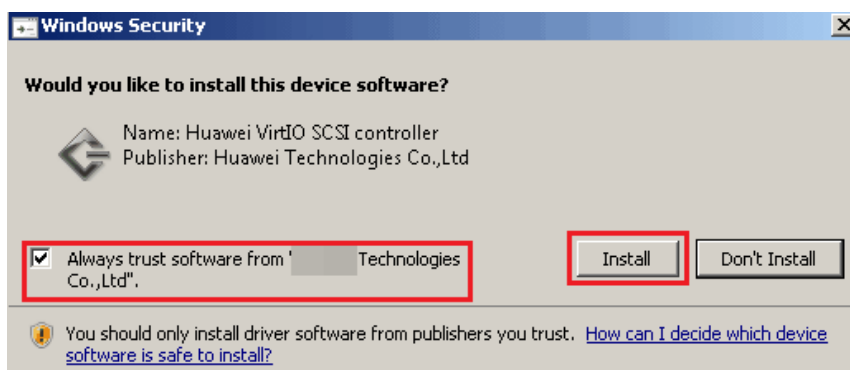 Windows Security
Would you like to install this device software?
Name: Huawei VirtIO SCSI controller
Publisher: Huawei Technologies Co.,Ltd
Always trust software from ' Technologies
Co.,Ltd".
Install
Don't Install
You should only install driver software from publishers you trust. How can I decide which device
software is safe to install?